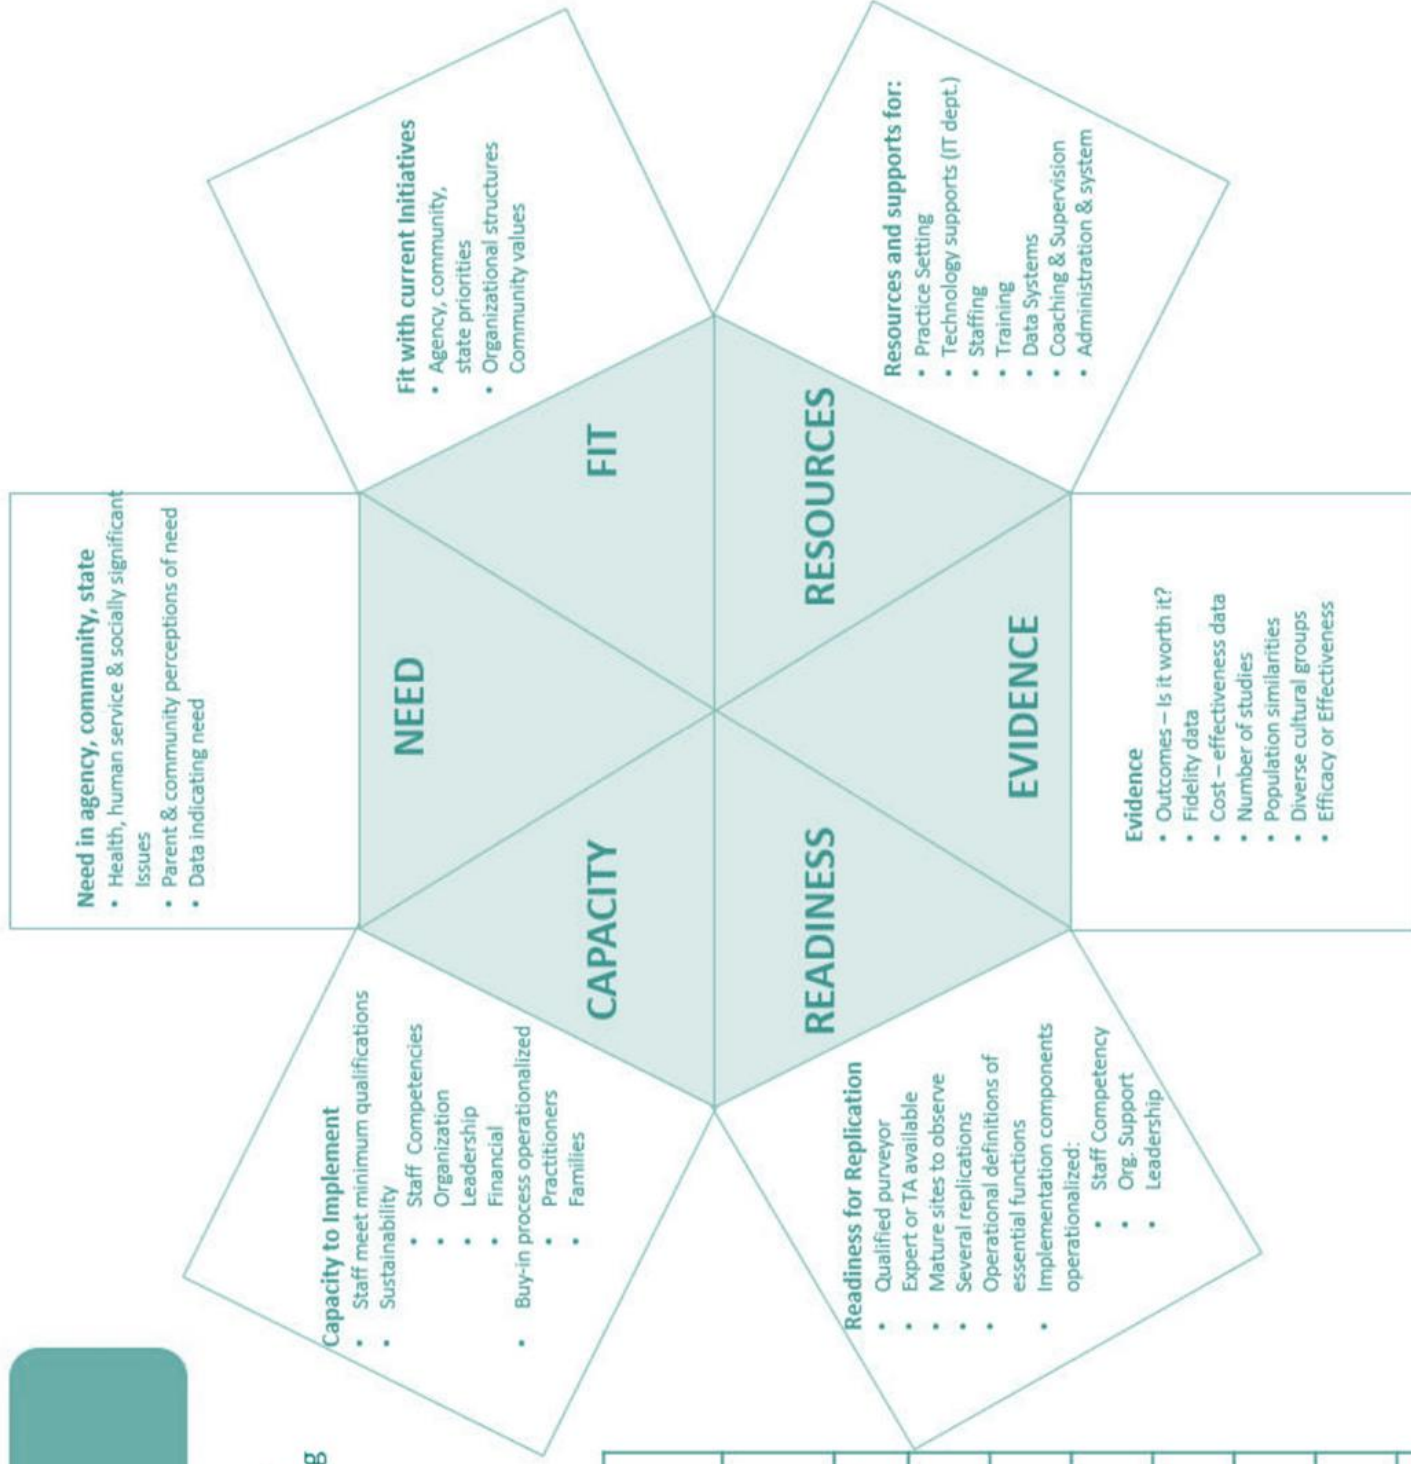 g
Need in agency, community, state
• Health, human service & socially significant
Issues
• Parent & community perceptions of need
• Data indicating need
NEED
Fit with current Initiatives
• Agency, community,
state priorities
• Organizational structures
Community values
FIT
Resources and supports for:
• Practice Setting
• Technology supports (IT dept.)
• Staffing
• Training
• Data Systems
• Coaching & Supervision
• Administration & system
RESOURCES
Evidence
• Outcomes – Is it worth it?
• Fidelity data
• Cost – effectiveness data
• Number of studies
• Population similarities
• Diverse cultural groups
• Efficacy or Effectiveness
EVIDENCE
Readiness for Replication
• Qualified purveyor
• Expert or TA available
• Mature sites to observe
• Several replications
• Operational definitions of
essential functions
• Implementation components
operationalized:
• Staff Competency
• Org. Support
• Leadership
READINESS
Capacity to Implement
• Staff meet minimum qualifications
• Sustainability
• Staff Competencies
• Organization
• Leadership
• Financial
• Buy-in process operationalized
• Practitioners
• Families
CAPACITY